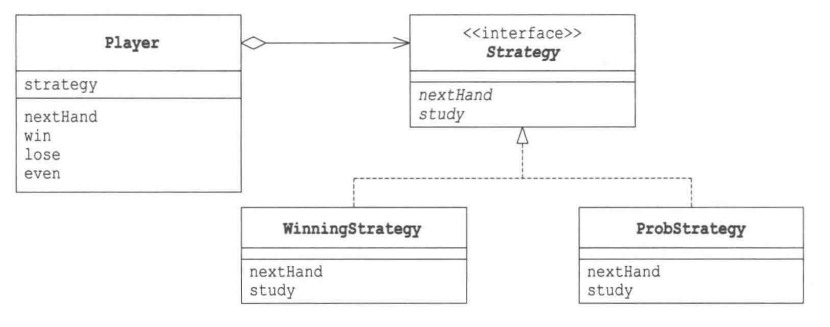 Player
strategy
nextHand
win
lose
even
<<interface>>
Strategy
nextHand
study
WinningStrategy
nextHand
study
ProbStrategy
nextHand
study